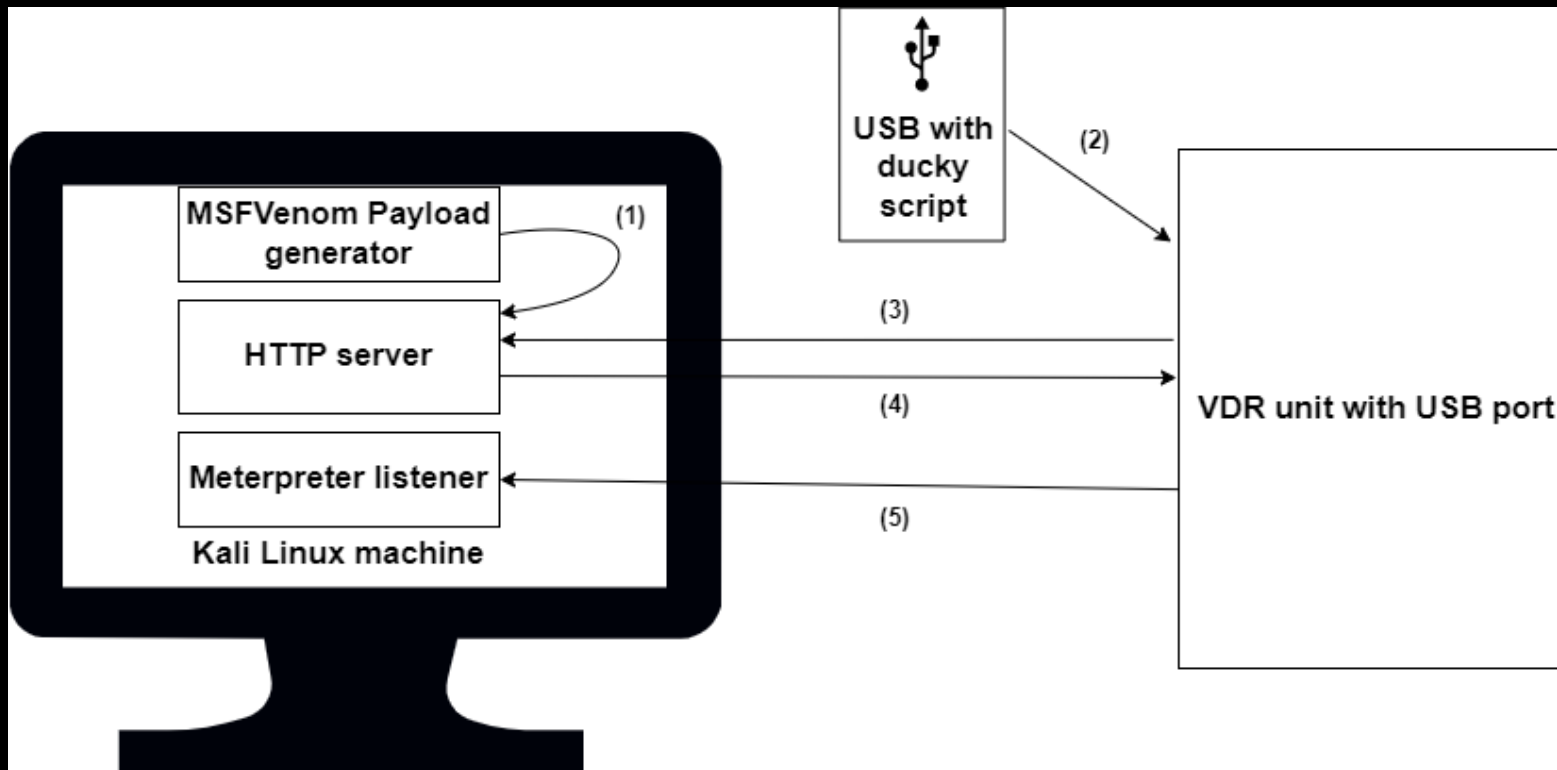 USB with
ducky
script
(2)
MSFVenom Payload
generator
(1)
HTTP server
(3)
(4)
VDR unit with USB port
Meterpreter listener
(5)
Kali Linux machine